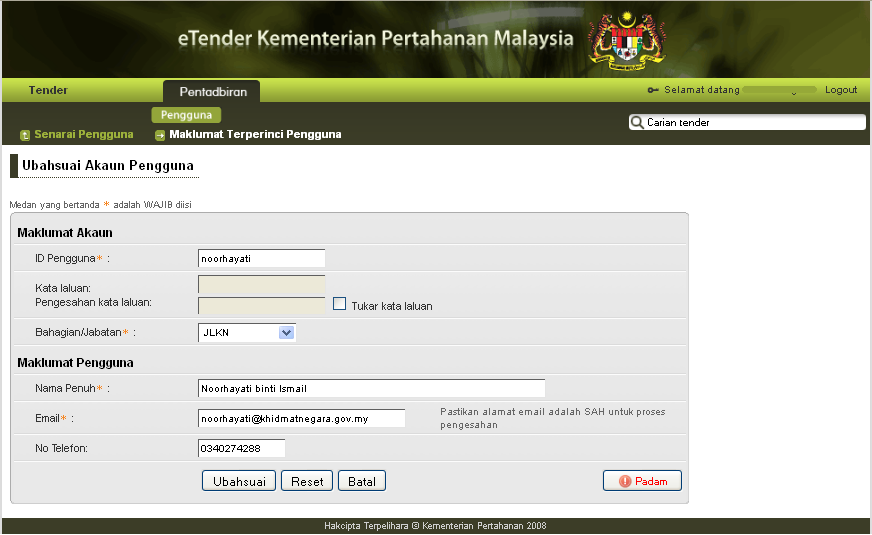 eTender Kementerian Pertahanan Malaysia
Tender
Pentadbiran
Selamat datang
Logout
Pengguna
Senarai Pengguna
Maklumat Terperinci Pengguna
Carian tender
Ubahsuai Akaun Pengguna
Medan yang bertanda * adalah WAJIB diisi
Maklumat Akaun
ID Pengguna* : noorhayati
Kata laluan:
Pengesahan kata laluan: Tukar kata laluan
Bahagian/Jabatan* : JLKN
Maklumat Pengguna
Nama Penuh* : Noorhayati binti Ismail
Email* : noorhayati@khidmatnegara.gov.my
Pastikan alamat email adalah SAH untuk proses
pengesahan
No Telefon: 0340274288
Ubahsuai Reset Batal Padam
Hakcipta Terpelihara © Kementerian Pertahanan 2008